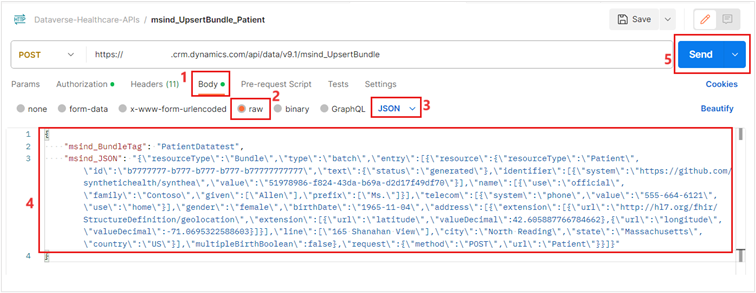 HTTP Dataverse-Healthcare-APIs / msind_UpsertBundle_Patient Save
POST https:// .crm.dynamics.com/api/data/v9.1/msind_UpsertBundle Send 5
Params Authorization Headers (11) 1 Body Pre-request Script Tests Settings Cookies
none form-data x-www-form-urlencoded 2 raw binary GraphQL JSON 3 Beautify
1 {
2 "msind_BundleTag": "PatientDatatest",
3 "msind_JSON": "{\"resourceType\":\"Bundle\",\"type\":\"batch\",\"entry\":[{\"resource\":{\"resourceType\":\"Patient\",
\"id\":\"b7777777-b777-b777-b777-b77777777777\",\"text\":{\"status\":\"generated\"},\"identifier\":[{\"system\":\"https://github.com/
synthetichealth/synthea\",\"value\":\"51978986-f824-43da-b69a-d2d17f49df70\"}],\"name\":[{\"use\":\"official\",
4 \"family\":\"Contoso\",\"given\":[\"Allen\"],\"prefix\":[\"Ms.\"]}],\"telecom\":[{\"system\":\"phone\",\"value\":\"555-664-6121\",
\"use\":\"home\"}],\"gender\":\"female\",\"birthDate\":\"1965-11-04\",\"address\":[{\"extension\":[{\"url\":\"http://hl7.org/fhir/
StructureDefinition/geolocation\",\"extension\":[{\"url\":\"latitude\",\"valueDecimal\":42.605887766784662},{\"url\":\"longitude\",
\"valueDecimal\":-71.0695322588603}]}],\"line\":[\"165 Shanahan View\"],\"city\":\"North Reading\",\"state\":\"Massachusetts\",
\"country\":\"US\"}],\"multipleBirthBoolean\":false},\"request\":{\"method\":\"POST\",\"url\":\"Patient\"}}]}"
4 }